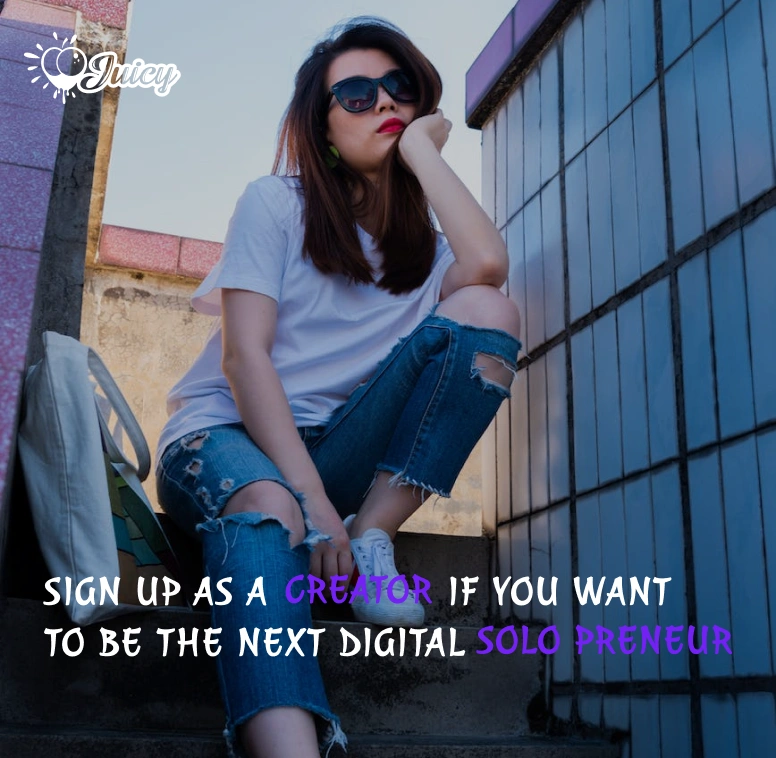 Juicy
SIGN UP AS A CREATOR IF YOU WANT
TO BE THE NEXT DIGITAL SOLO PRENEUR